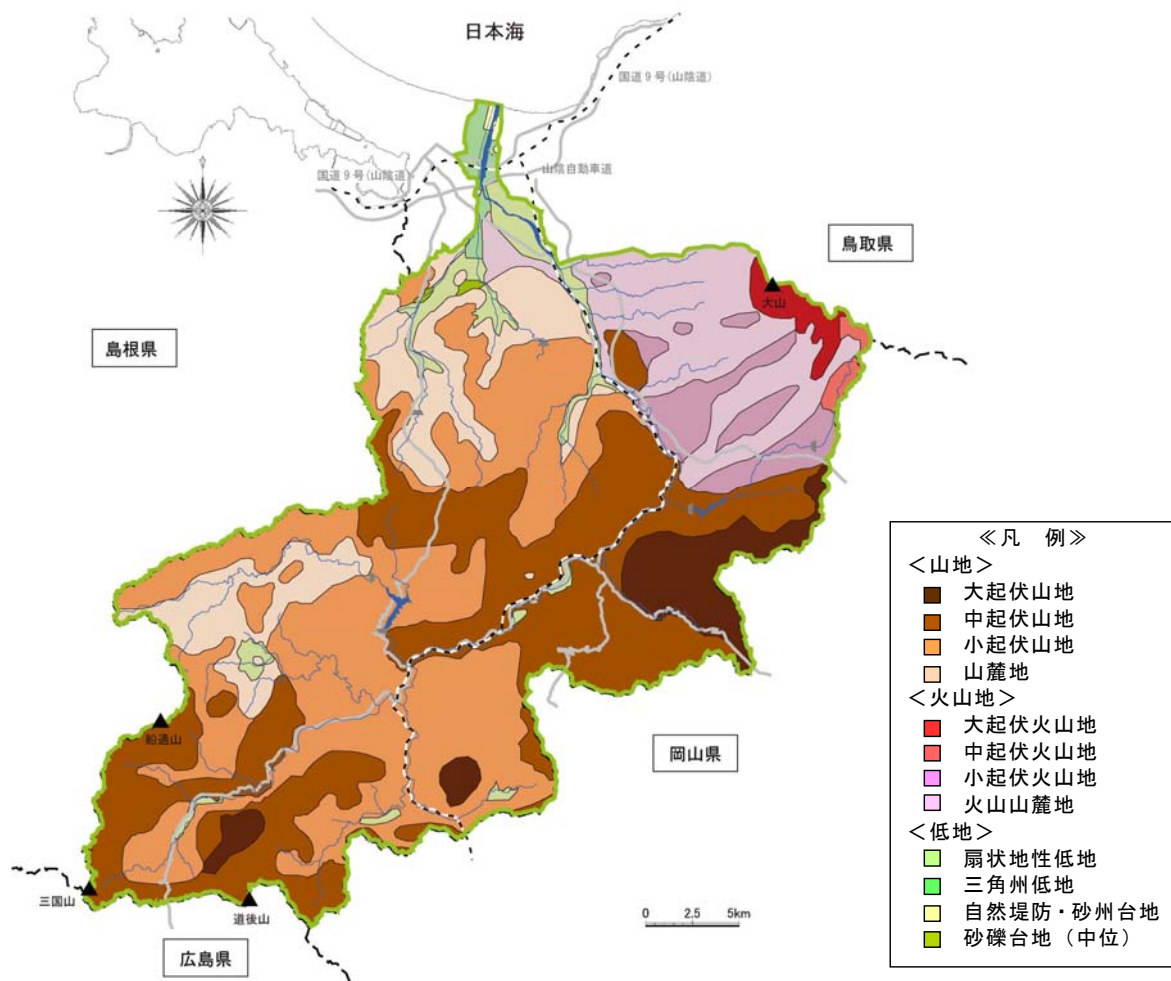 日本海
国道9号(山陰道)
国道9号(山陰道)
山陰自動車道
鳥取県
大山
島根県
船通山
岡山県
三国山
道後山
広島県
0 2.5 5km
≪凡 例≫
＜山地＞
大起伏山地
中起伏山地
小起伏山地
山麓地
＜火山地＞
大起伏火山地
中起伏火山地
小起伏火山地
火山山麓地
＜低地＞
扇状地性低地
三角州低地
自然堤防・砂州台地
砂礫台地（中位）